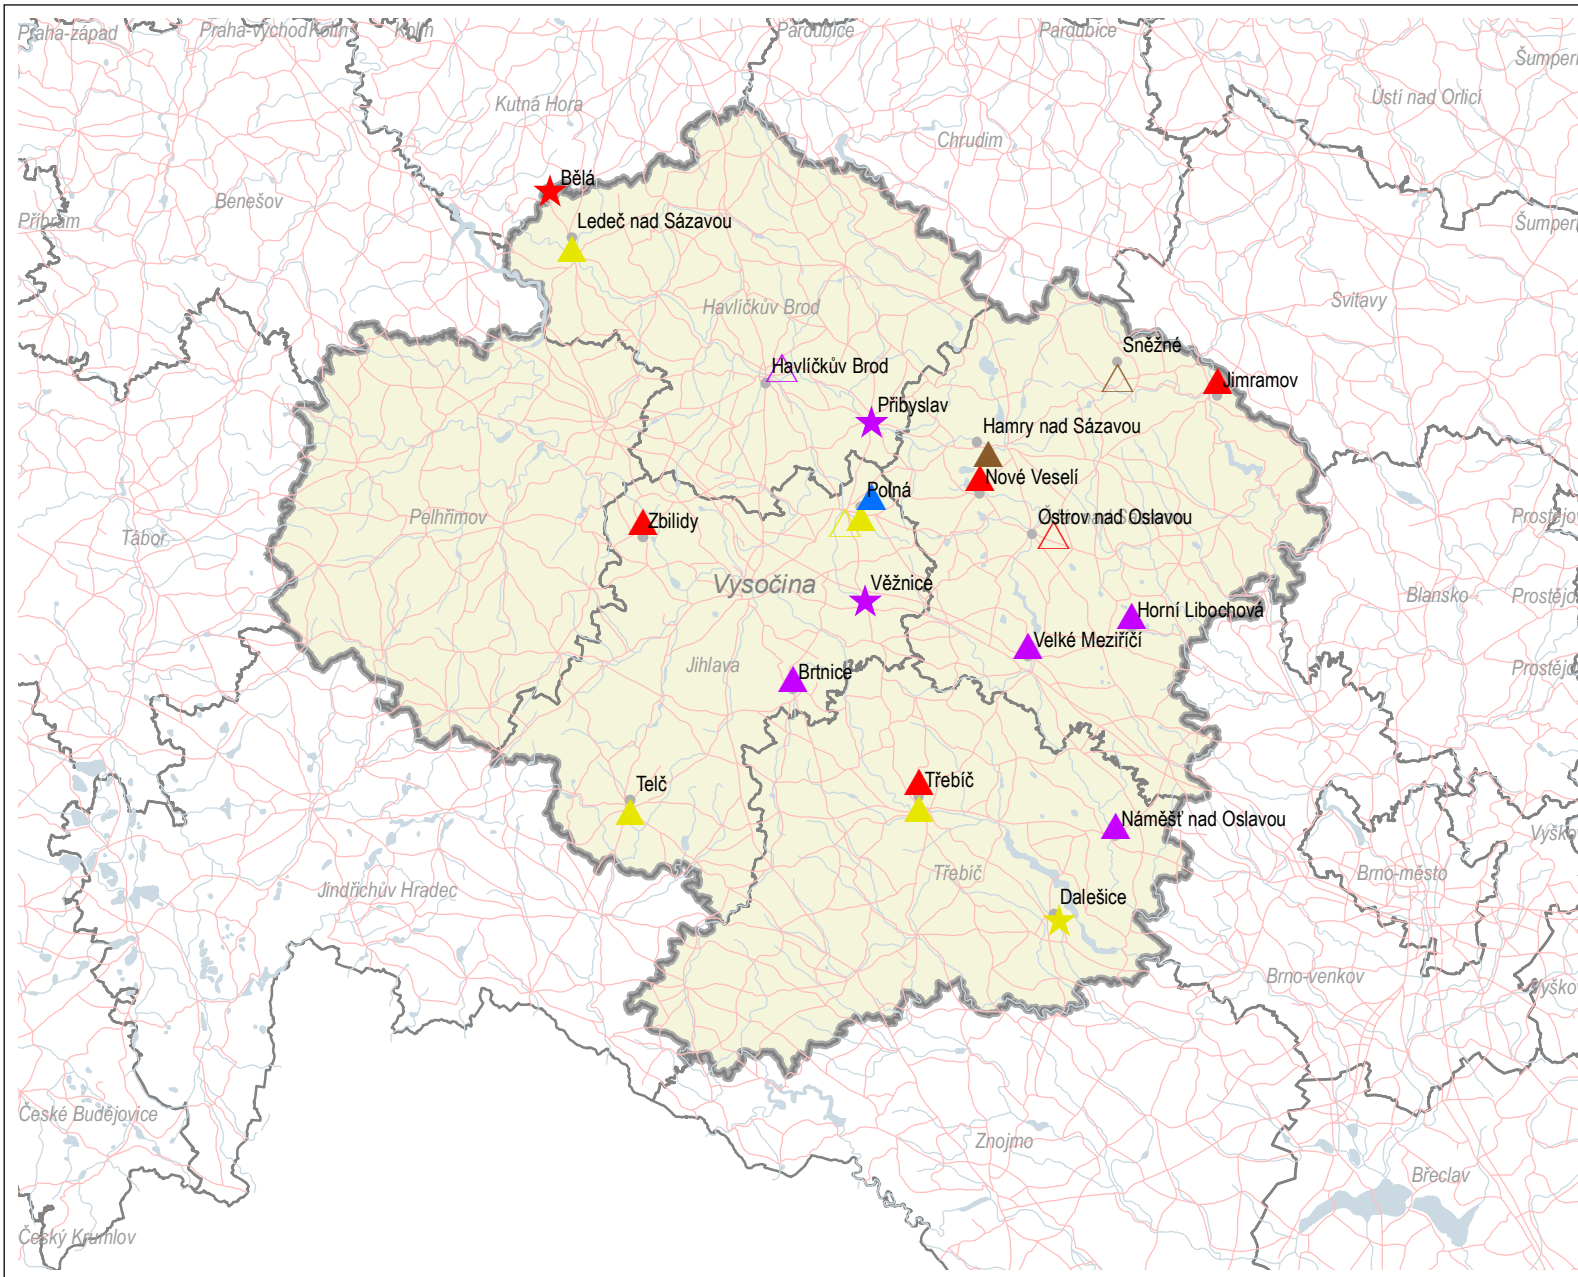 Praha-západ
Praha-východ
Kolín
Kolín
Pardubice
Pardubice
Šumperk
Kutná Hora
Ústí nad Orlicí
Chrudim
Bělá
Benešov
Příbram
Ledeč nad Sázavou
Šumperk
Havlíčkův Brod
Svitavy
Sněžné
Havlíčkův Brod
Jimramov
Přibyslav
Hamry nad Sázavou
Nové Veselí
Polná
Pelhřimov
Zbilidy
Ostrov nad Oslavou
Prostějov
Tábor
Vysočina
Věžnice
Blansko
Prostějov
Horní Libochová
Velké Meziříčí
Jihlava
Brtnice
Prostějov
Telč
Třebíč
Náměšť nad Oslavou
Vyškov
Třebíč
Brno-město
Jindřichův Hradec
Dalešice
Brno-venkov
Vyškov
České Budějovice
Znojmo
Břeclav
Český Krumlov